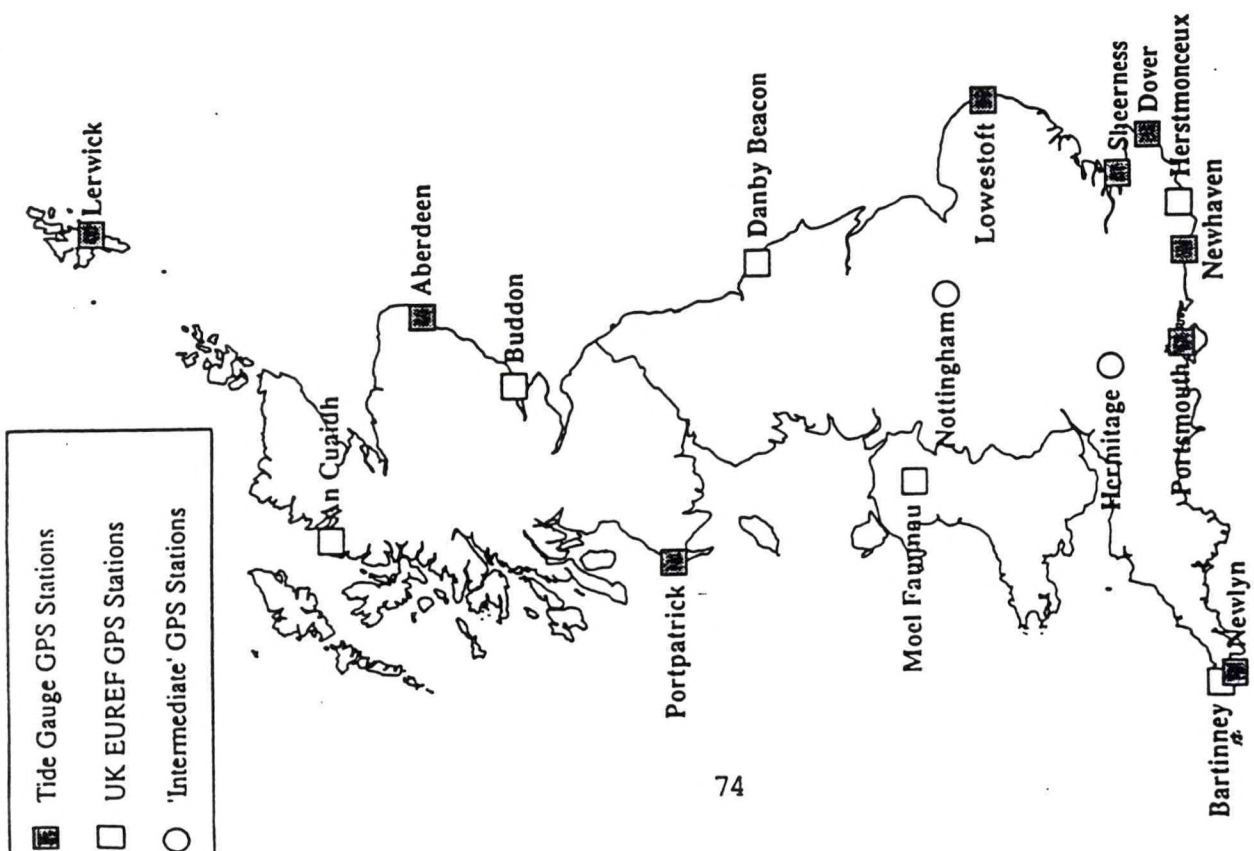 Tide Gauge GPS Stations
UK EUREF GPS Stations
'Intermediate' GPS Stations
Lerwick
An Cuaidh
Aberdeen
Buddon
Portpatrick
Danby Beacon
Moel Faunnau
Nottingham
Lowestoft
Hermitage
Sheerness
Dover
Herstmonceux
Newhaven
Portsmouth
Newlyn
Bartinney
74